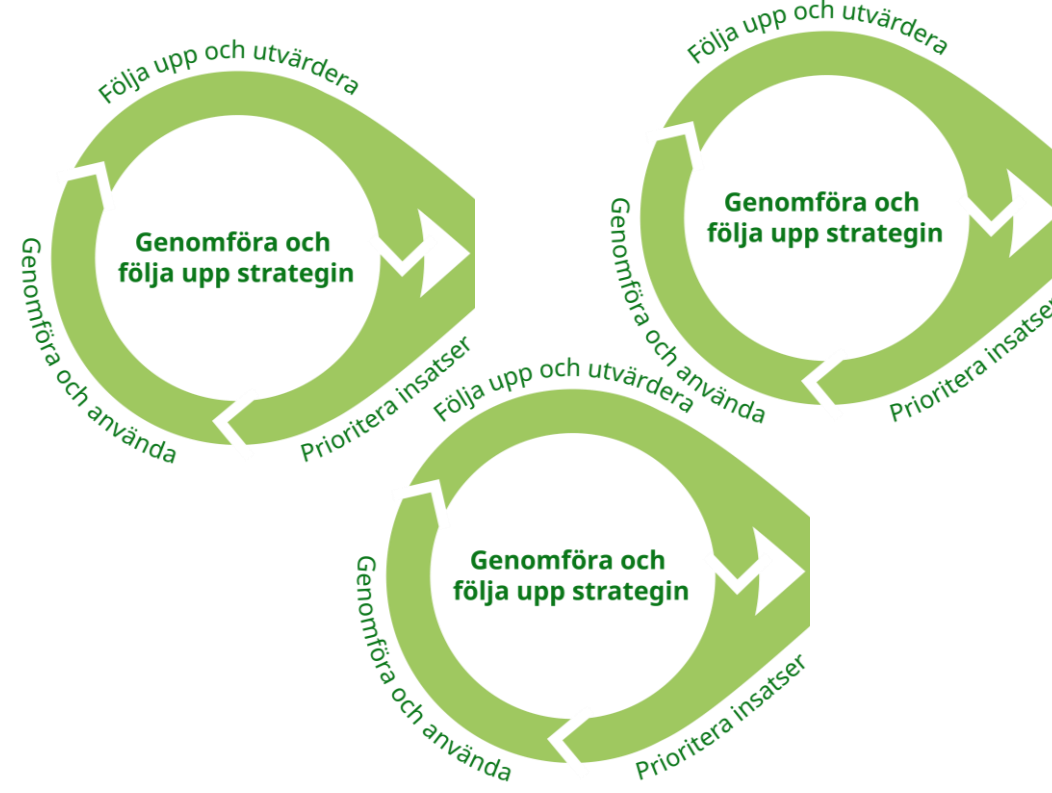 Följa upp och utvärdera
Genomföra och
följa upp strategin
Genomföra och använda
Prioritera insatser
Följa upp och utvärdera
Genomföra och
följa upp strategin
Genomföra och använda
Prioritera insatser
Följa upp och utvärdera
Genomföra och
följa upp strategin
Genomföra och använda
Prioritera insatser